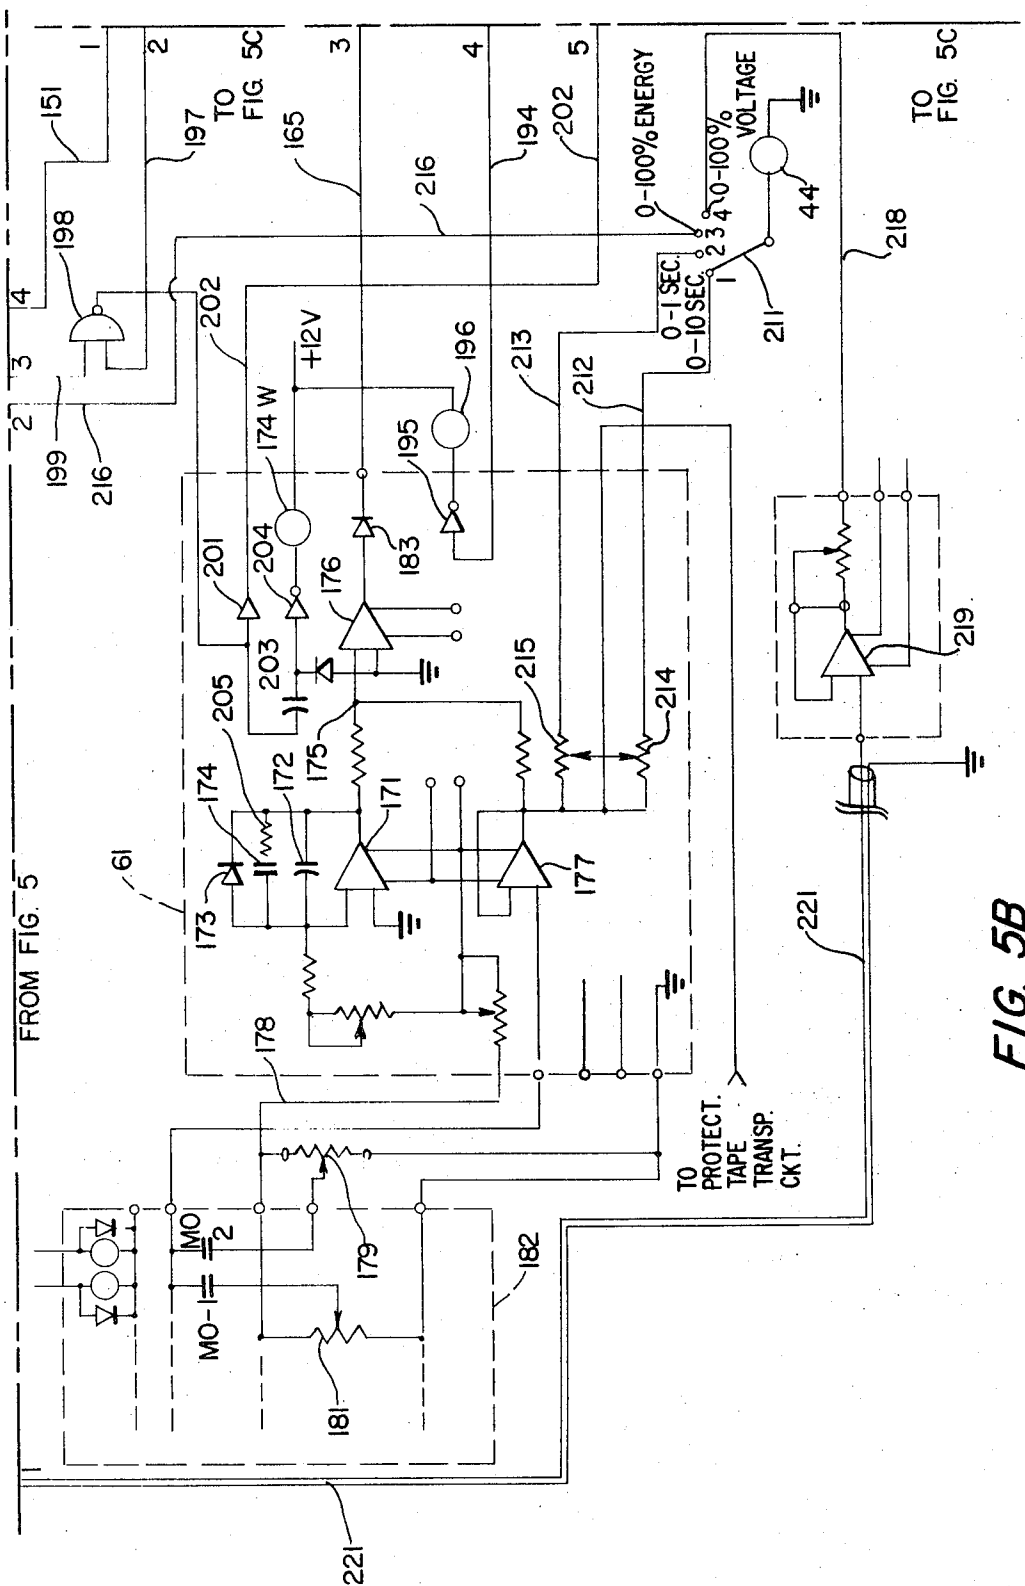 FROM FIG. 5
1
2
3
4
216
199
198
151
1
2
197
TO
FIG.
5C
3
165
4
194
5
202
216
202
201
+12V
174 W
204
203
196
195
183
176
61
173
174
205
172
171
175
177
215
214
213
212
178
0-1 SEC.
0-10 SEC.
0-100% ENERGY
0-100%
VOLTAGE
1
2
3
4
211
44
218
TO
FIG. 5C
MO-1
MO
2
179
181
182
TO
PROTECT.
TAPE
TRANSP.
CKT.
221
221
219
FIG. 5B